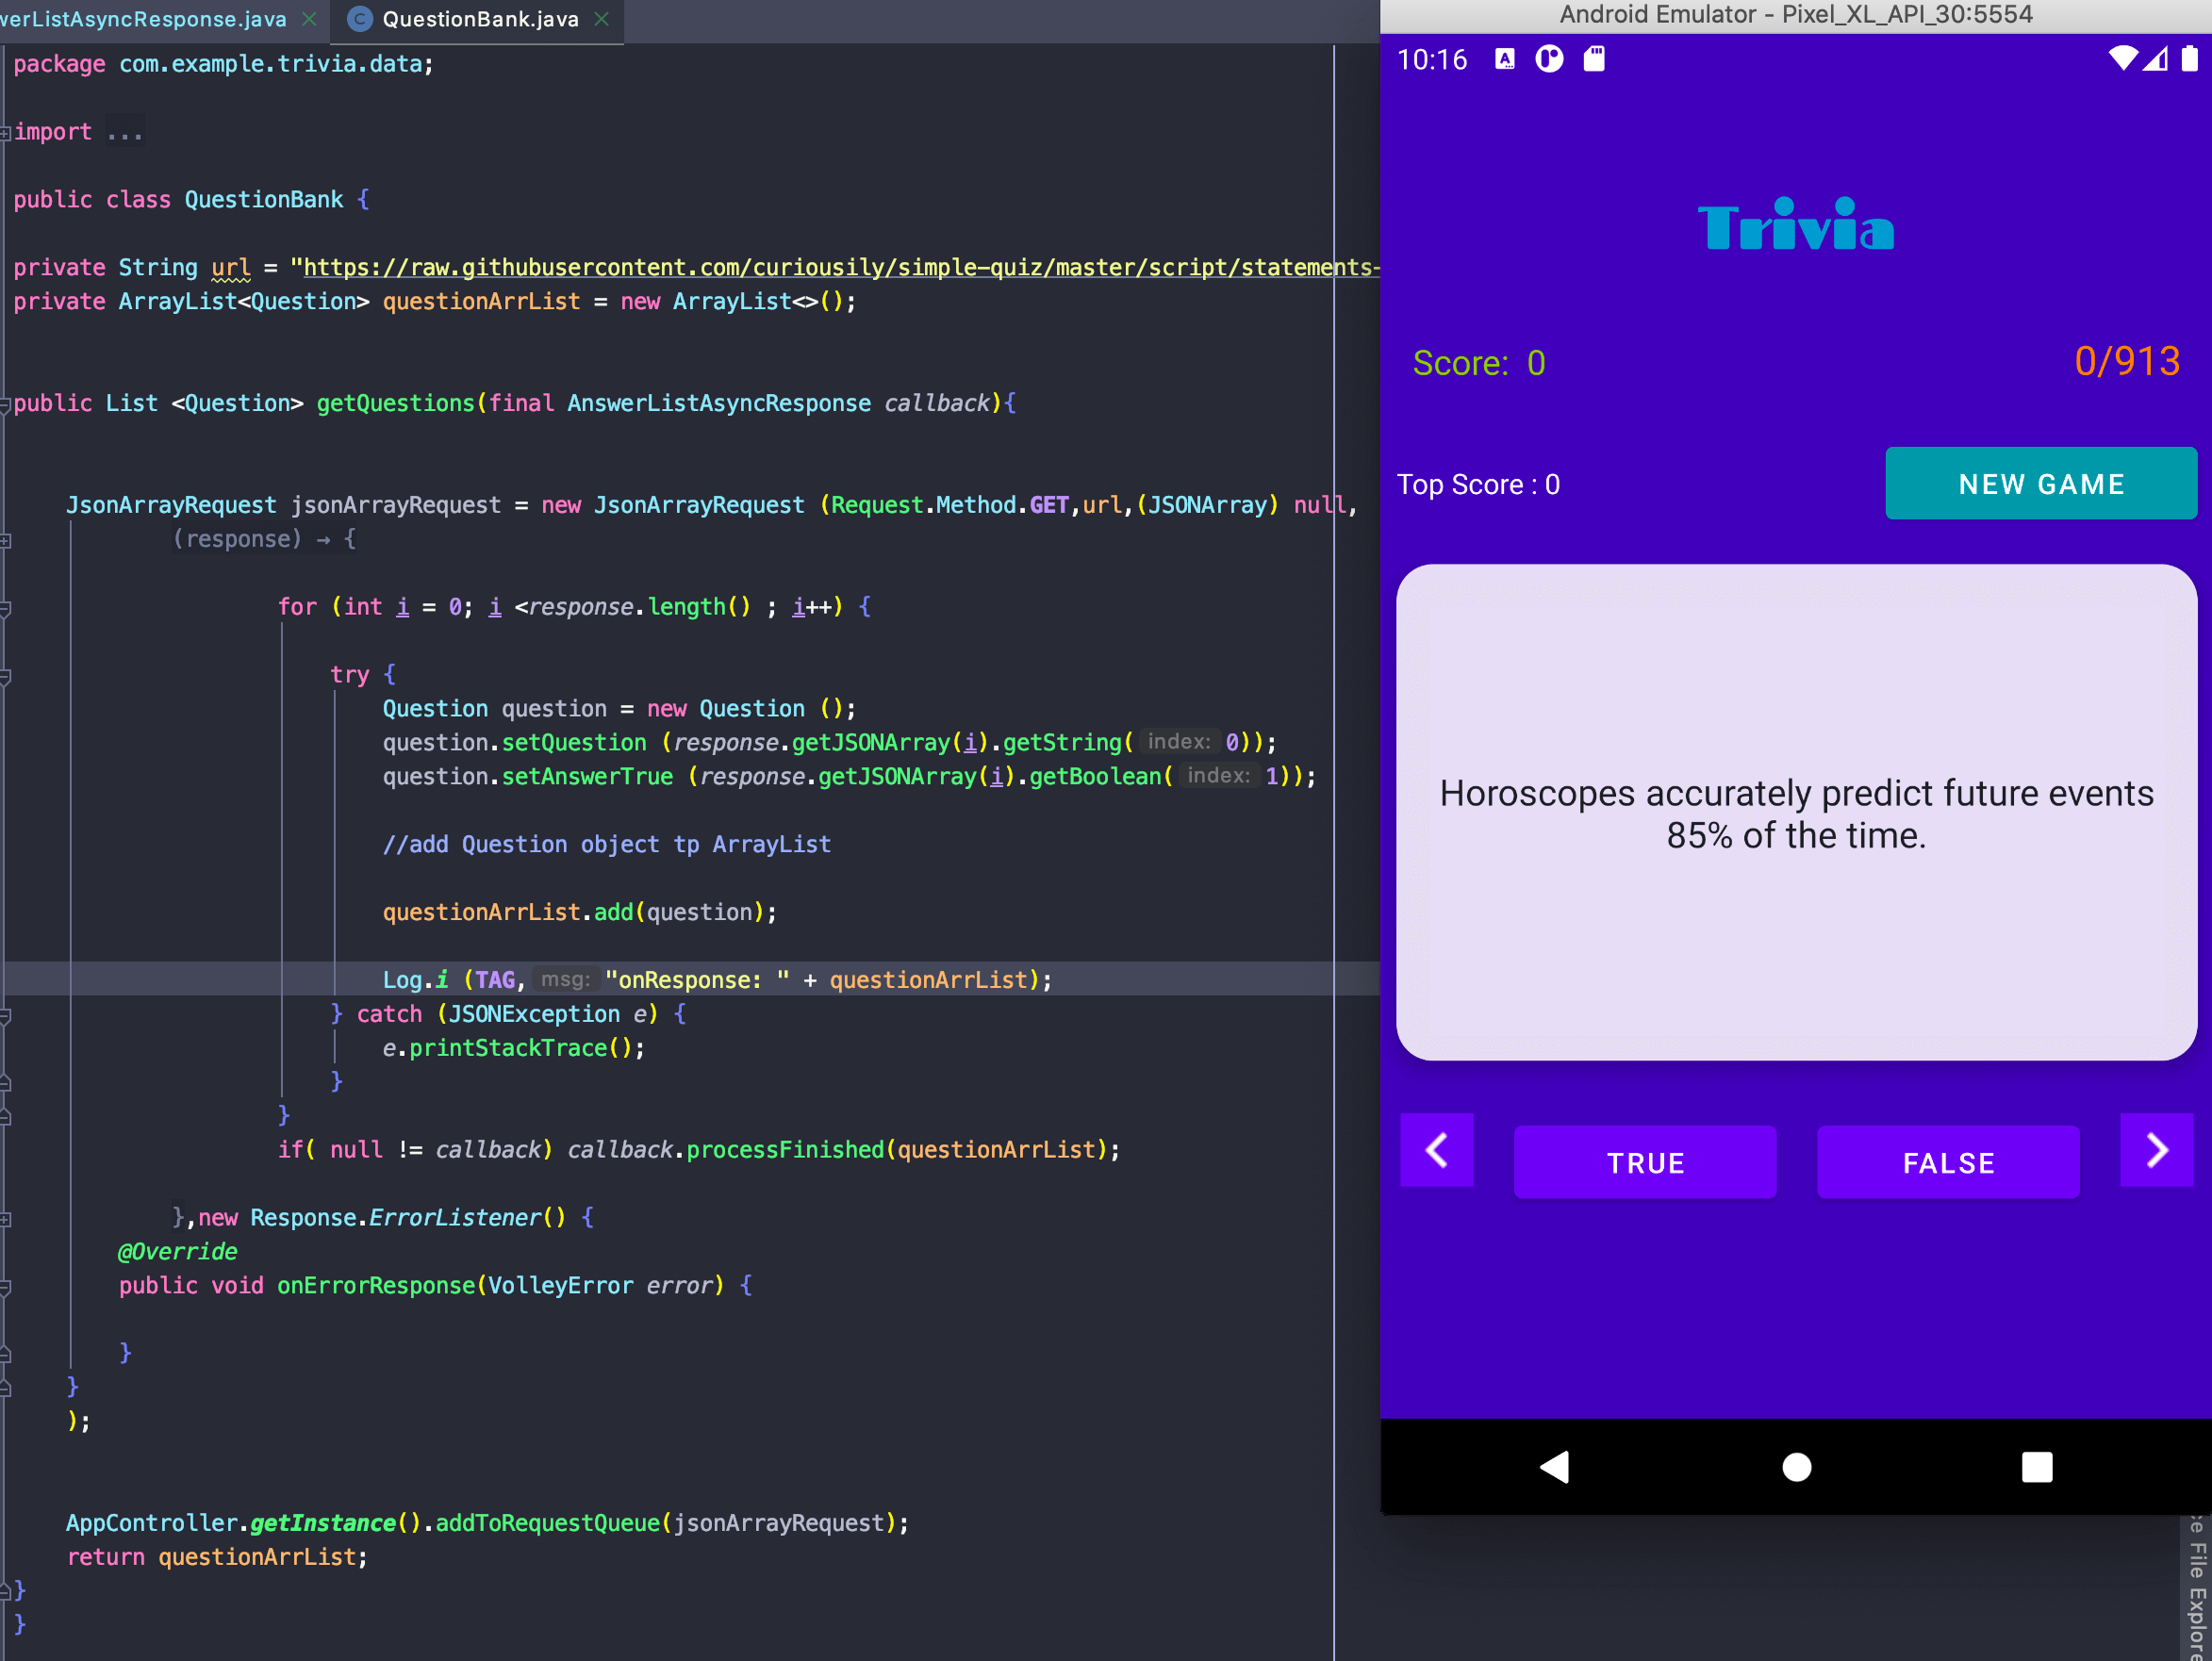 werListAsyncResponse.java
QuestionBank.java
package com.example.trivia.data;
import ...
public class QuestionBank {
private String url = "https://raw.githubusercontent.com/curiousily/simple-quiz/master/script/statements-
private ArrayList<Question> questionArrList = new ArrayList<>();
public List <Question> getQuestions(final AnswerListAsyncResponse callback){
JsonArrayRequest jsonArrayRequest = new JsonArrayRequest (Request.Method.GET,url,(JSONArray) null,
(response) → {
for (int i = 0; i <response.length() ; i++) {
try {
Question question = new Question ();
question.setQuestion (response.getJSONArray(i).getString( index: 0));
question.setAnswerTrue (response.getJSONArray(i).getBoolean( index: 1));
//add Question object tp ArrayList
questionArrList.add(question);
Log.i (TAG, msg: "onResponse: " + questionArrList);
} catch (JSONException e) {
e.printStackTrace();
}
}
if( null != callback) callback.processFinished(questionArrList);
},new Response.ErrorListener() {
@Override
public void onErrorResponse(VolleyError error) {
}
}
);
AppController.getInstance().addToRequestQueue(jsonArrayRequest);
return questionArrList;
}
}
Android Emulator - Pixel_XL_API_30:5554
10:16
Trivia
Score: 0
0/913
Top Score : 0
NEW GAME
Horoscopes accurately predict future events
85% of the time.
TRUE
FALSE
ce File Explore